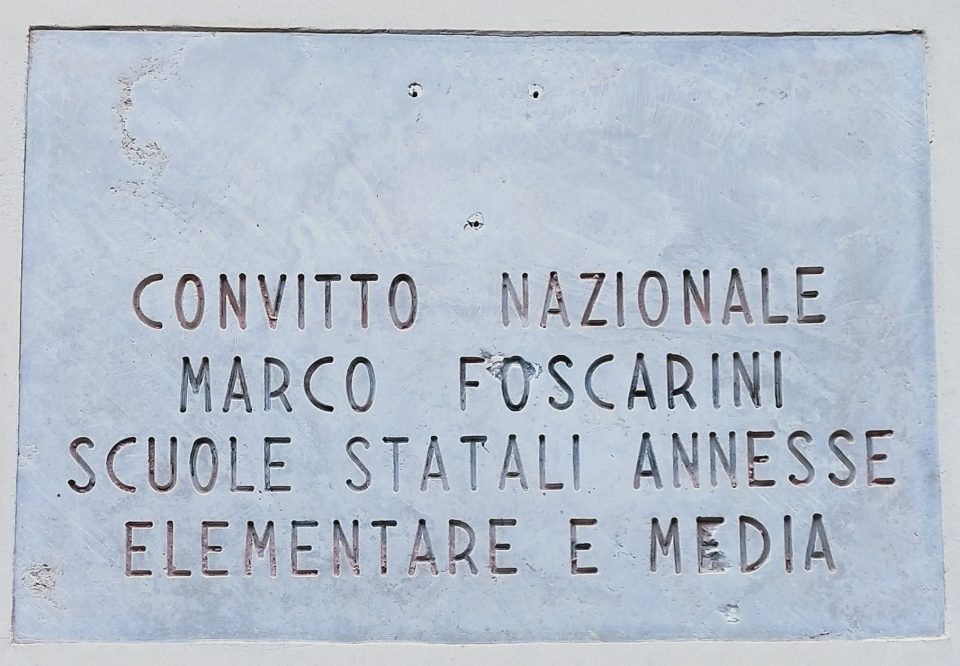 CONVITTO NAZIONALE
MARCO FOSCARINI
SCUOLE STATALI ANNESSE
ELEMENTARE E MEDIA